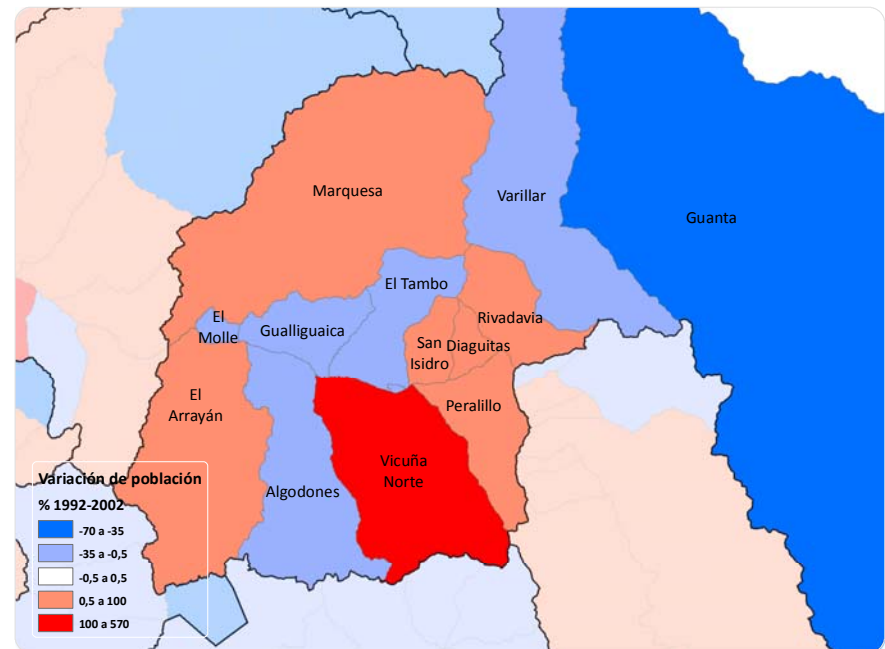 Marquesa
Varillar
Guanta
El Tambo
El
Molle
Gualliguaica
Rivadavia
San
Isidro
Diaguitas
El
Arrayán
Peralillo
Vicuña
Norte
Algodones
Variación de población
% 1992-2002
-70 a -35
-35 a -0,5
-0,5 a 0,5
0,5 a 100
100 a 570